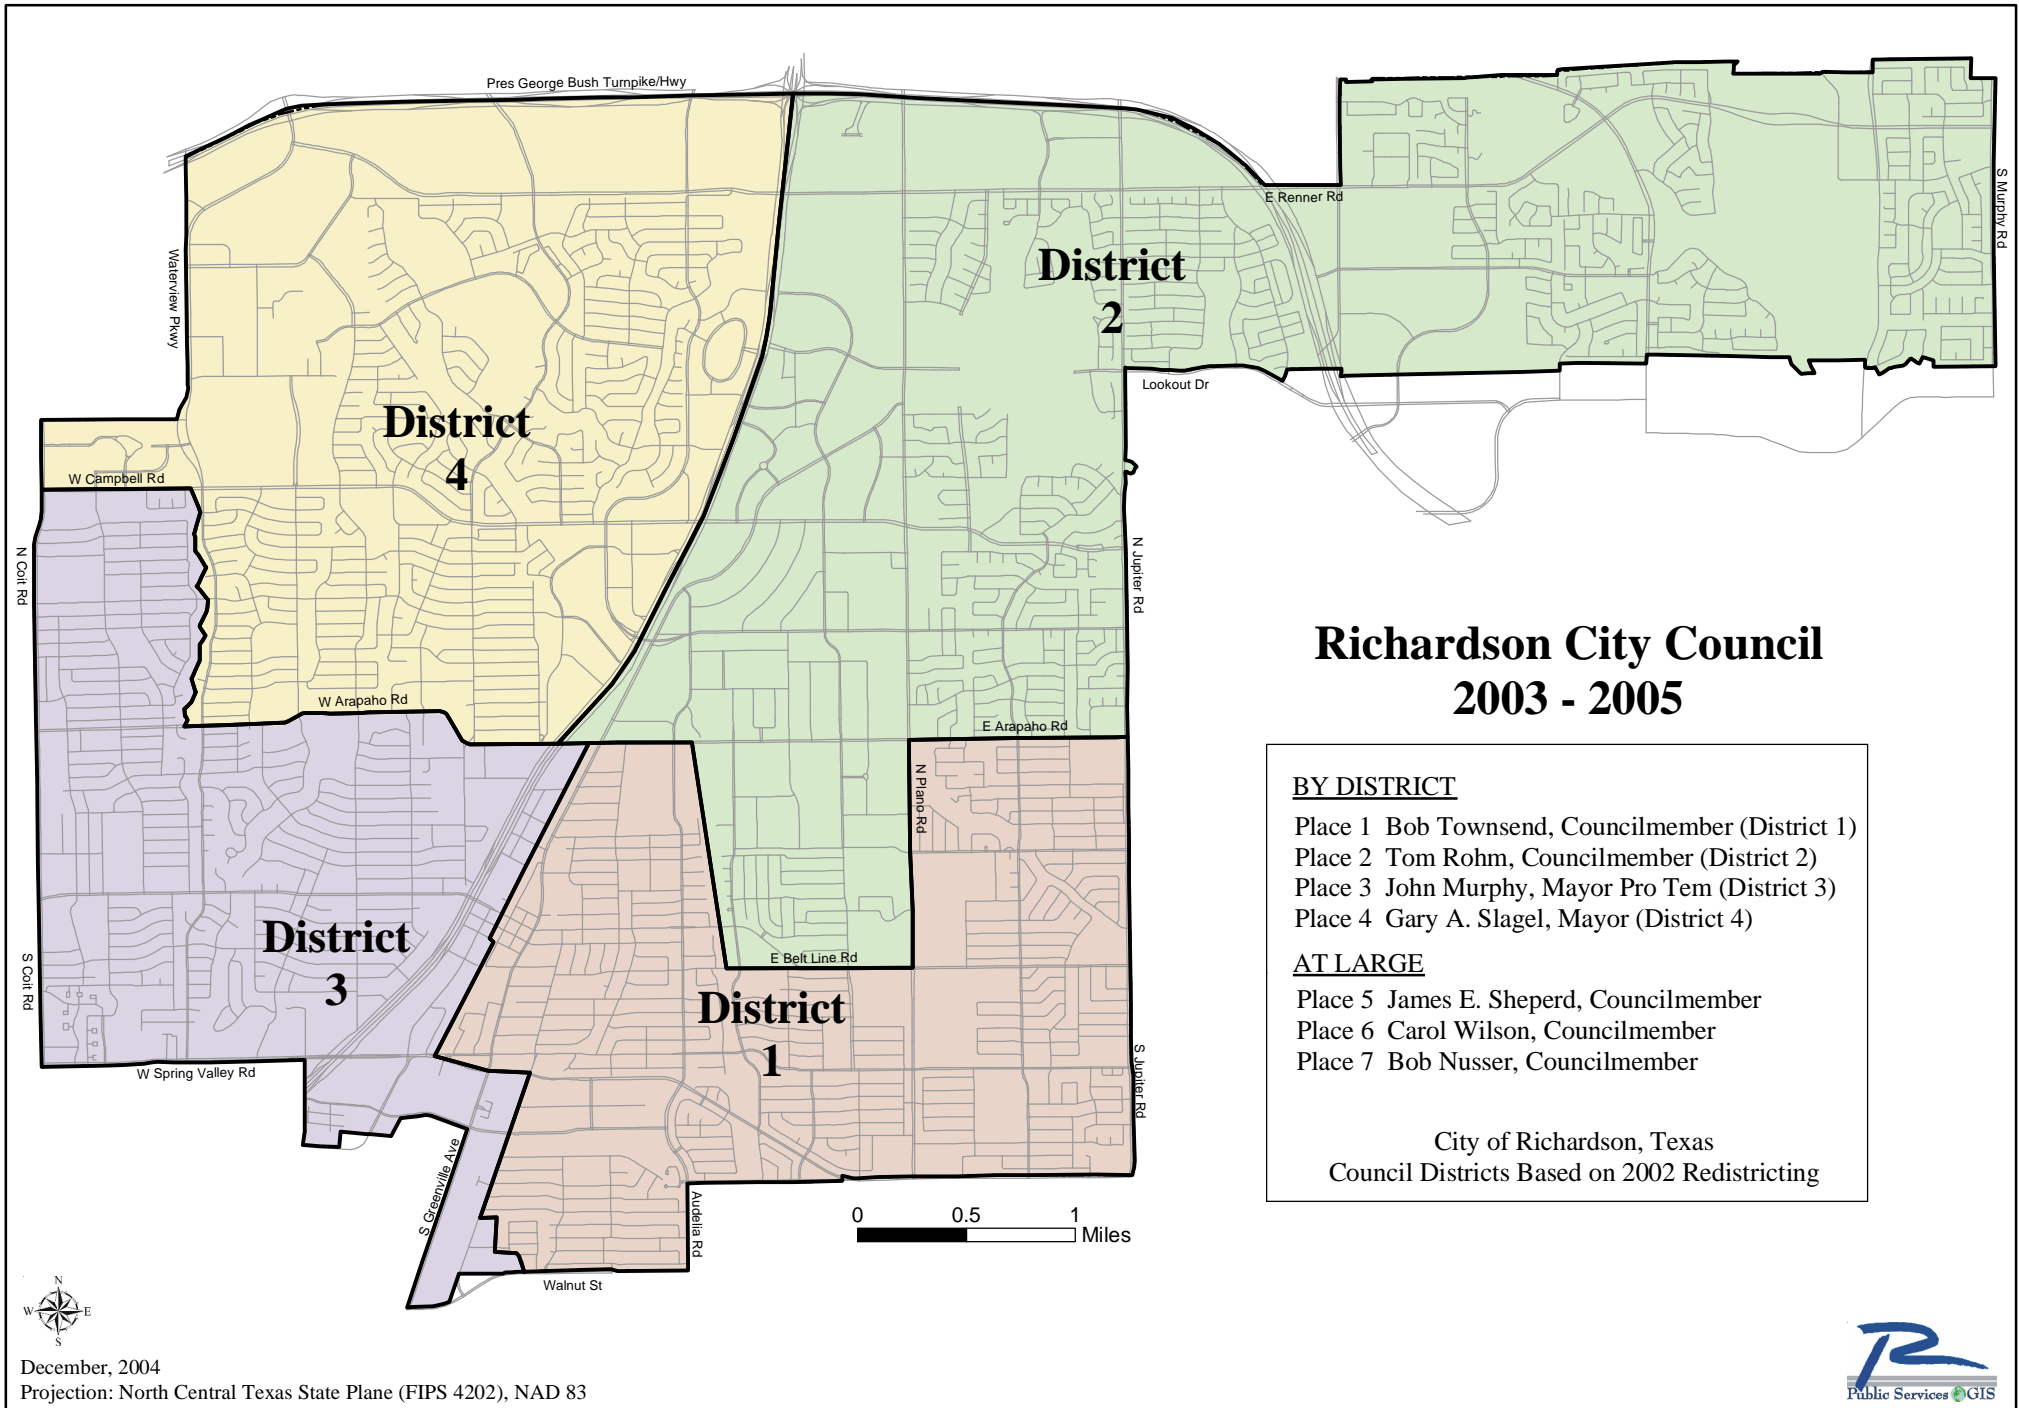 Pres George Bush Turnpike/Hwy
E Renner Rd
S Murphy Rd
Waterview Pkwy
District
2
Lookout Dr
District
4
W Campbell Rd
N Coit Rd
N Jupiter Rd
W Arapaho Rd
E Arapaho Rd
N Plano Rd
District
3
S Coit Rd
E Belt Line Rd
District
1
S Jupiter Rd
W Spring Valley Rd
S Greenville Ave
Audelia Rd
Walnut St
0 0.5 1
Miles
Richardson City Council
2003 - 2005
BY DISTRICT
Place 1 Bob Townsend, Councilmember (District 1)
Place 2 Tom Rohm, Councilmember (District 2)
Place 3 John Murphy, Mayor Pro Tem (District 3)
Place 4 Gary A. Slagel, Mayor (District 4)
AT LARGE
Place 5 James E. Sheperd, Councilmember
Place 6 Carol Wilson, Councilmember
Place 7 Bob Nusser, Councilmember
City of Richardson, Texas
Council Districts Based on 2002 Redistricting
N
W E
S
December, 2004
Projection: North Central Texas State Plane (FIPS 4202), NAD 83
R
Public Services GIS